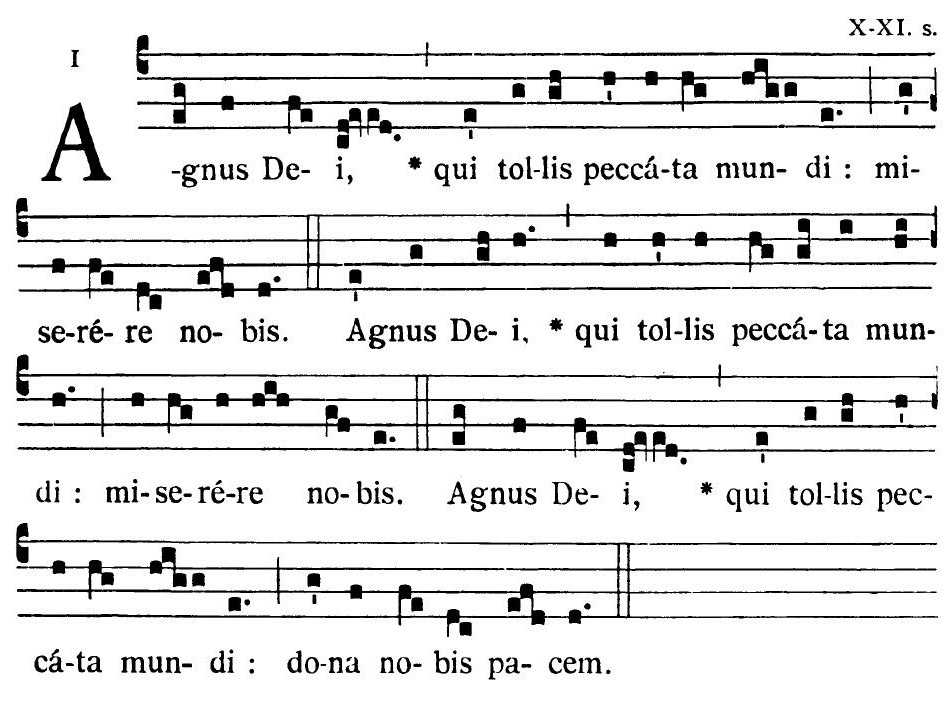 X-XI. s.
I
A-gnus De- i, * qui tol-lis peccá-ta mun- di : mi-
se-ré- re no- bis. Agnus De- i, * qui tol-lis peccá-ta mun-
di : mi-se-ré-re no-bis. Agnus De- i, * qui tol-lis pec-
cá-ta mun- di : do-na no- bis pa- cem.